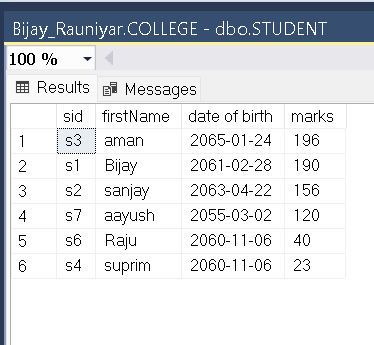 Bijay_Rauniyar.COLLEGE - dbo.STUDENT
100 %
Results Messages
sid firstName date of birth marks
1 s3 aman 2065-01-24 196
2 s1 Bijay 2061-02-28 190
3 s2 sanjay 2063-04-22 156
4 s7 aayush 2055-03-02 120
5 s6 Raju 2060-11-06 40
6 s4 suprim 2060-11-06 23